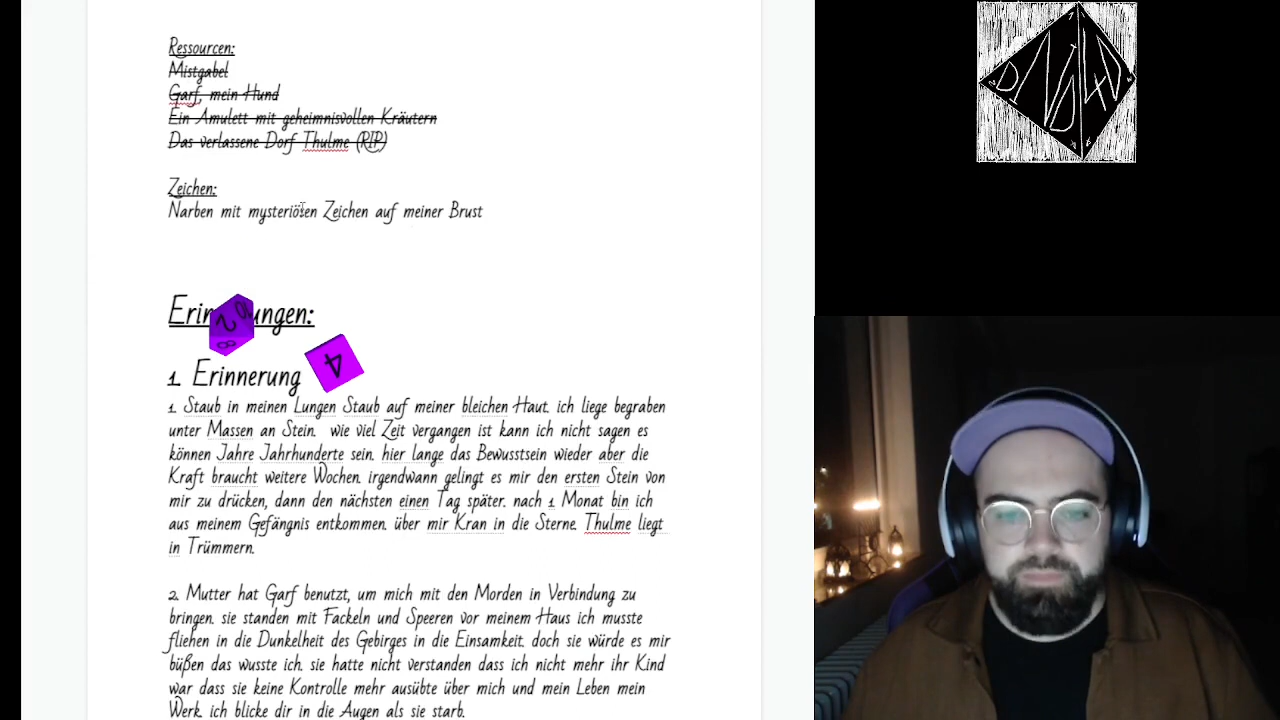 Ressourcen:
Mistgabel
Garf, mein Hund
Ein Amulett mit geheimnisvollen Kräutern
Das verlassene Dorf Thulme (RIP)
Zeichen:
Narben mit mysteriösen Zeichen auf meiner Brust
1. Erinnerung
4
1. Staub in meinen Lungen Staub auf meiner bleichen Haut. ich liege begraben
unter Massen an Stein. wie viel Zeit vergangen ist kann ich nicht sagen es
können Jahre Jahrhunderte sein. hier lange das Bewusstsein wieder aber die
Kraft braucht weitere Wochen. irgendwann gelingt es mir den ersten Stein von
mir zu drücken, dann den nächsten einen Tag später. nach 1 Monat bin ich
aus meinem Gefängnis entkommen. über mir Kran in die Sterne. Thulme liegt
in Trümmern.
2. Mutter hat Garf benutzt, um mich mit den Morden in Verbindung zu
bringen. sie standen mit Fackeln und Speeren vor meinem Haus ich musste
fliehen in die Dunkelheit des Gebirges in die Einsamkeit. doch sie würde es mir
büßen das wusste ich. sie hatte nicht verstanden dass ich nicht mehr ihr Kind
war dass sie keine Kontrolle mehr ausübte über mich und mein Leben mein
Werk. ich blicke dir in die Augen als sie starb.